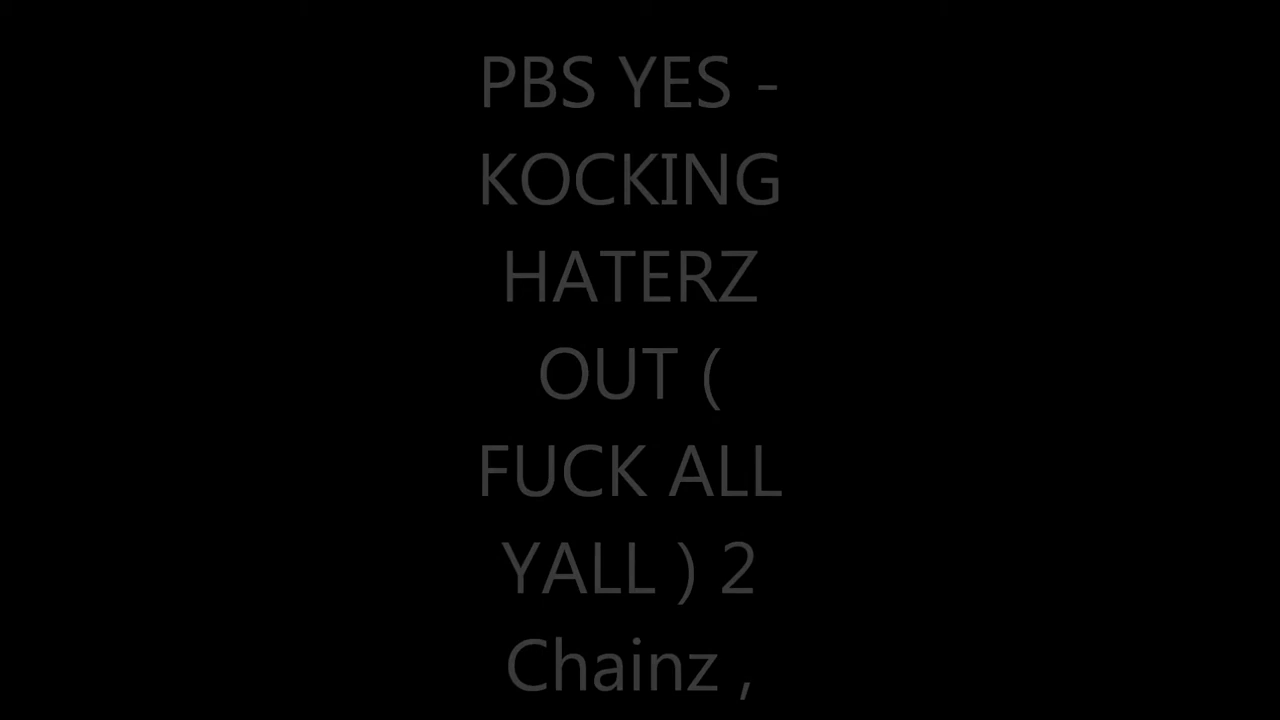 PBS YES -
KOCKING
HATERZ
OUT (
FUCK ALL
YALL ) 2
Chainz ,